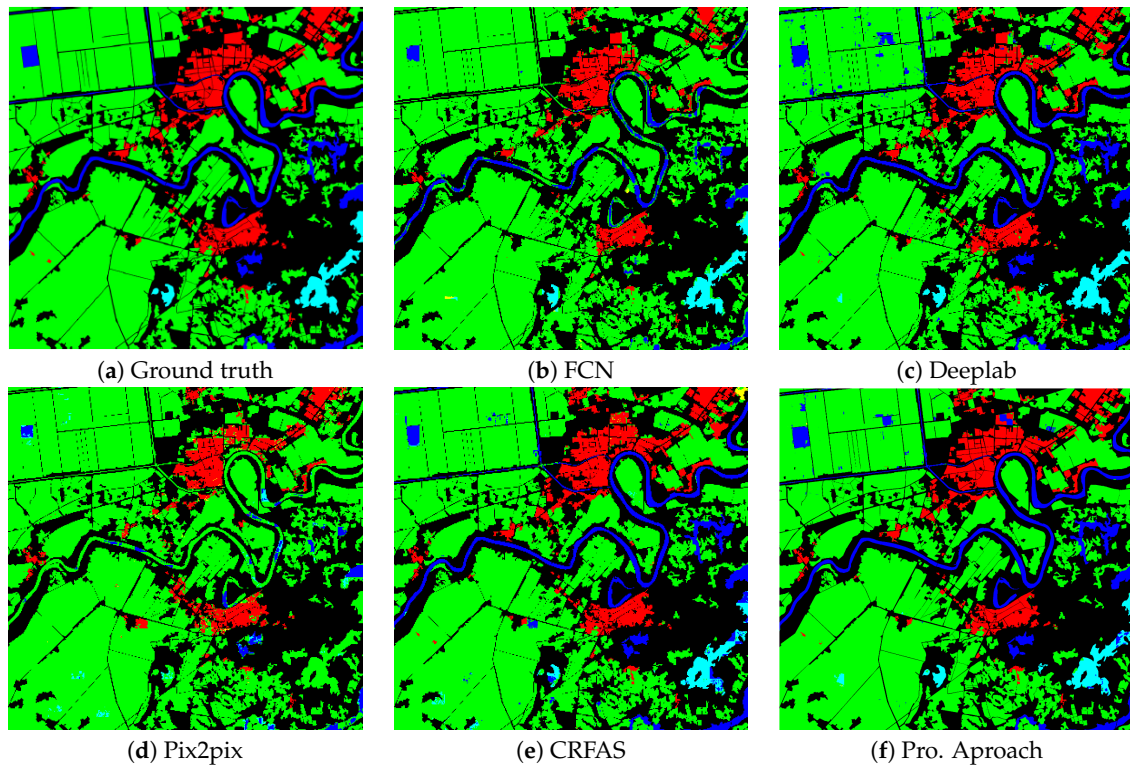 (a) Ground truth
(b) FCN
(c) Deeplab
(d) Pix2pix
(e) CRFAS
(f) Pro. Aproach